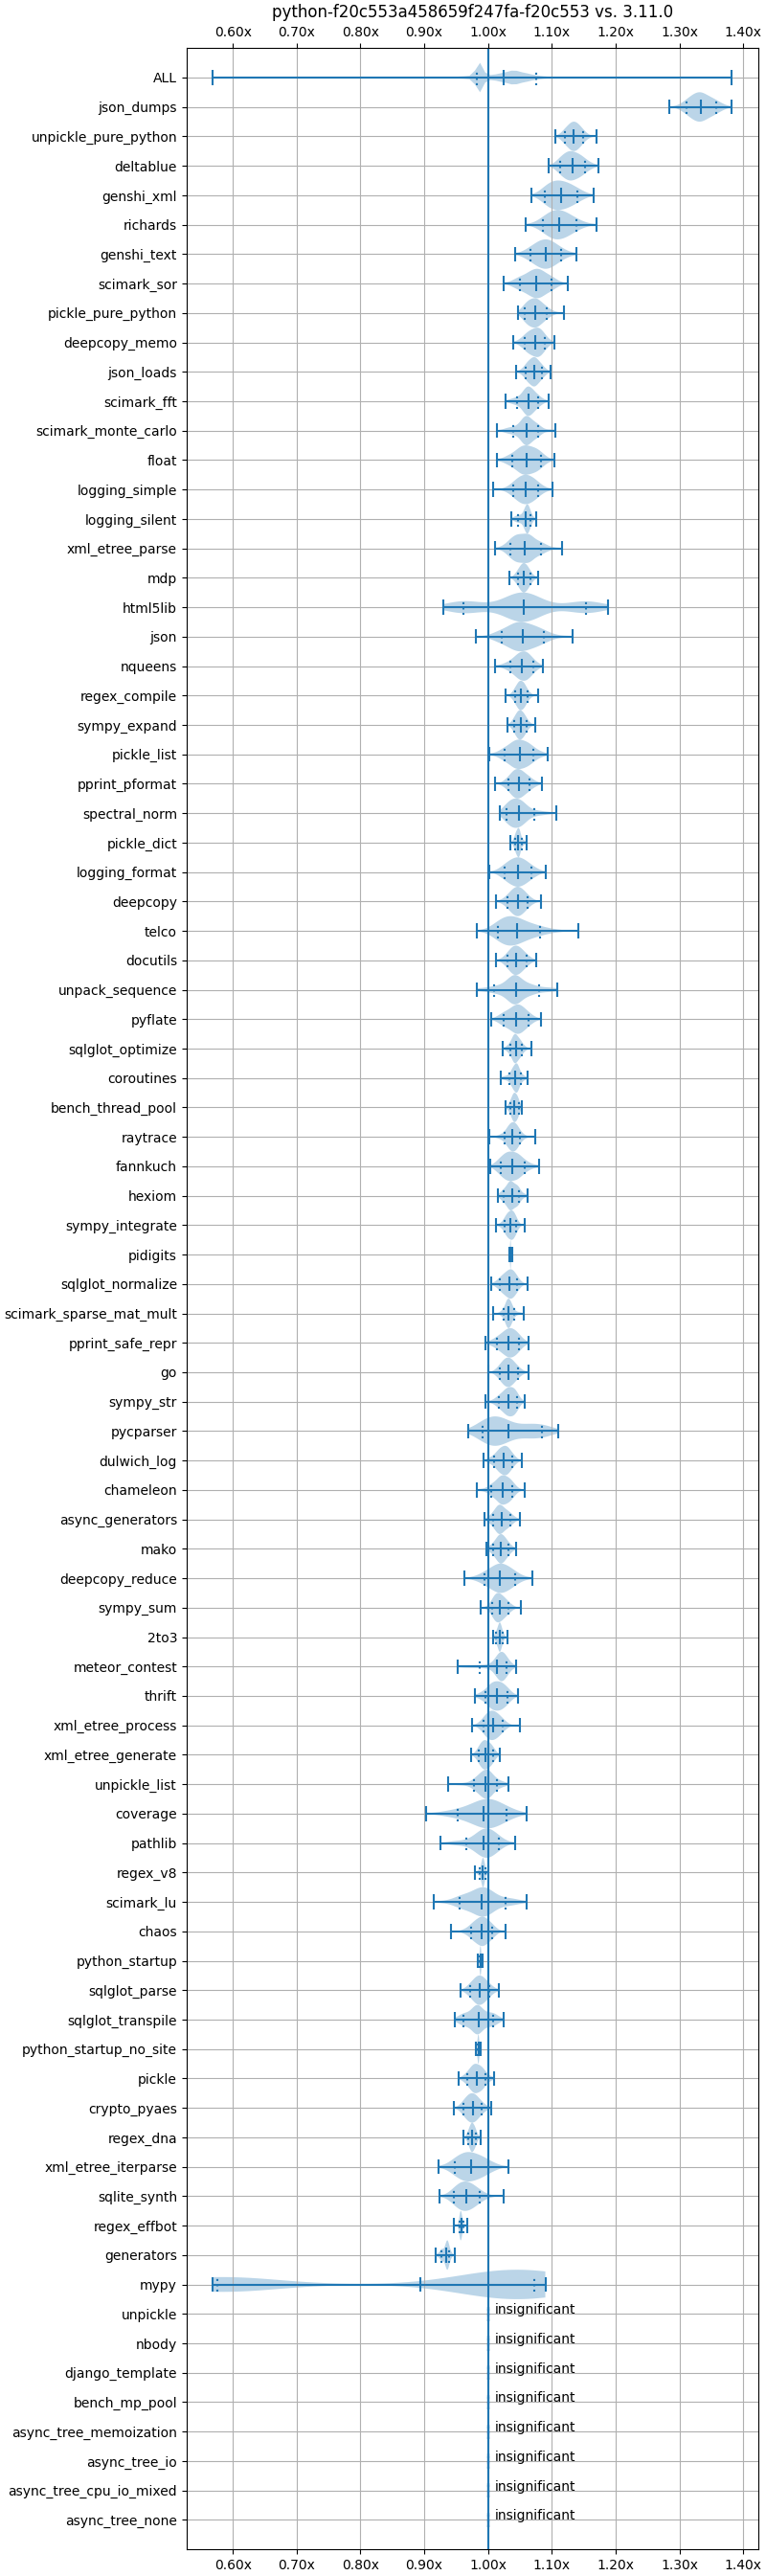 python-f20c553a458659f247fa-f20c553 vs. 3.11.0
0.60x 0.70x 0.80x 0.90x 1.00x 1.10x 1.20x 1.30x 1.40x
ALL
json_dumps
unpickle_pure_python
deltablue
genshi_xml
richards
genshi_text
scimark_sor
pickle_pure_python
deepcopy_memo
json_loads
scimark_fft
scimark_monte_carlo
float
logging_simple
logging_silent
xml_etree_parse
mdp
html5lib
json
nqueens
regex_compile
sympy_expand
pickle_list
pprint_pformat
spectral_norm
pickle_dict
logging_format
deepcopy
telco
docutils
unpack_sequence
pyflate
sqlglot_optimize
coroutines
bench_thread_pool
raytrace
fannkuch
hexiom
sympy_integrate
pidigits
sqlglot_normalize
scimark_sparse_mat_mult
pprint_safe_repr
go
sympy_str
pycparser
dulwich_log
chameleon
async_generators
mako
deepcopy_reduce
sympy_sum
2to3
meteor_contest
thrift
xml_etree_process
xml_etree_generate
unpickle_list
coverage
pathlib
regex_v8
scimark_lu
chaos
python_startup
sqlglot_parse
sqlglot_transpile
python_startup_no_site
pickle
crypto_pyaes
regex_dna
xml_etree_iterparse
sqlite_synth
regex_effbot
generators
mypy
unpickle insignificant
nbody insignificant
django_template insignificant
bench_mp_pool insignificant
async_tree_memoization insignificant
async_tree_io insignificant
async_tree_cpu_io_mixed insignificant
async_tree_none insignificant
0.60x 0.70x 0.80x 0.90x 1.00x 1.10x 1.20x 1.30x 1.40x